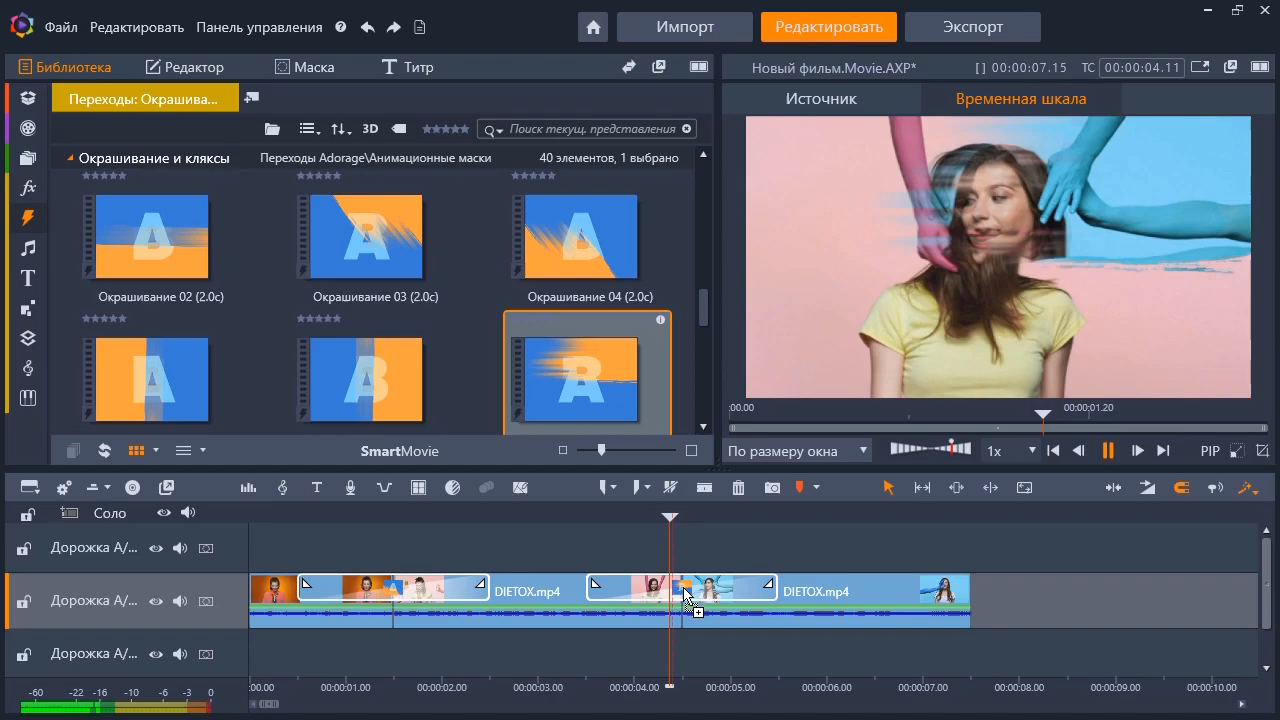 Файл Редактировать Панель управления
Импорт Редактировать Экспорт
Библиотека Редактор Маска Титр
Новый фильм.Movie.AXP* [ ] 00:00:07.15 TC 00:00:04.11
Переходы: Окрашива...
Источник Временная шкала
3D Поиск текущ. представления
Окрашивание и кляксы Переходы Adorage\Анимационные маски 40 элементов, 1 выбрано
A A A
B
Окрашивание 02 (2.0с) Окрашивание 03 (2.0с) Окрашивание 04 (2.0с)
A B B
:00.00 00:00:01.20
SmartMovie
По размеру окна 1x PIP
Соло
Дорожка А/...
Дорожка А/... DIETOX.mp4 DIETOX.mp4
Дорожка А/...
:00.00 00:00:01.00 00:00:02.00 00:00:03.00 00:00:04.00 00:00:05.00 00:00:06.00 00:00:07.00 00:00:08.00 00:00:09.00 00:00:10.00
-60 -22 -16 -10 -6 -3 0